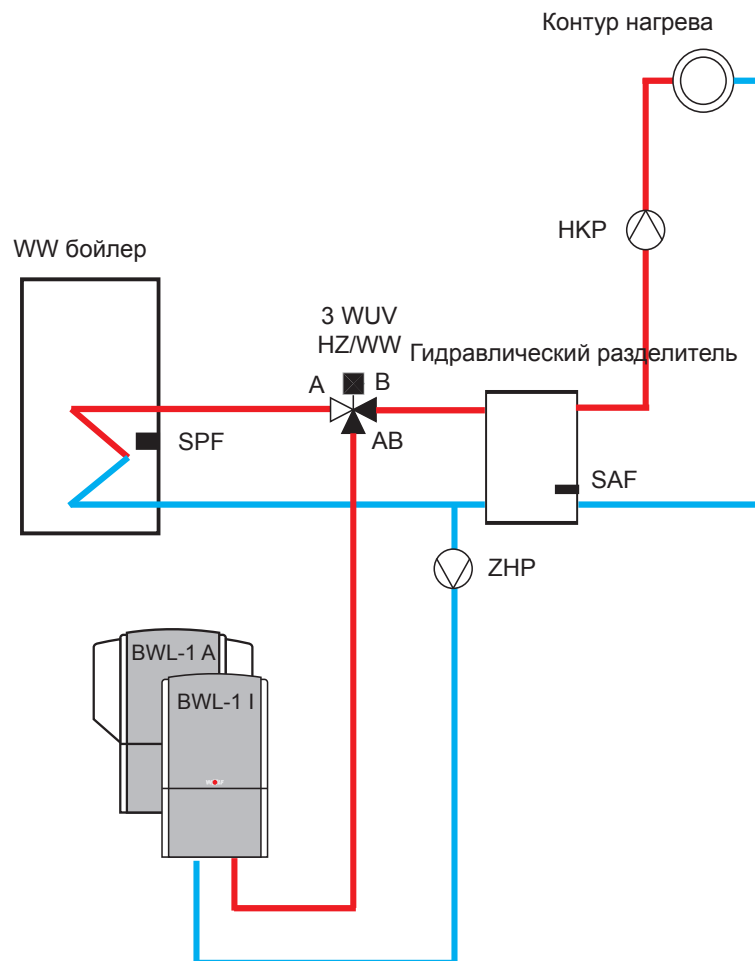 Контур нагрева
HKP
WW бойлер
3 WUV
HZ/WW
Гидравлический разделитель
A
B
AB
SPF
SAF
ZHP
BWL-1 A
BWL-1 I